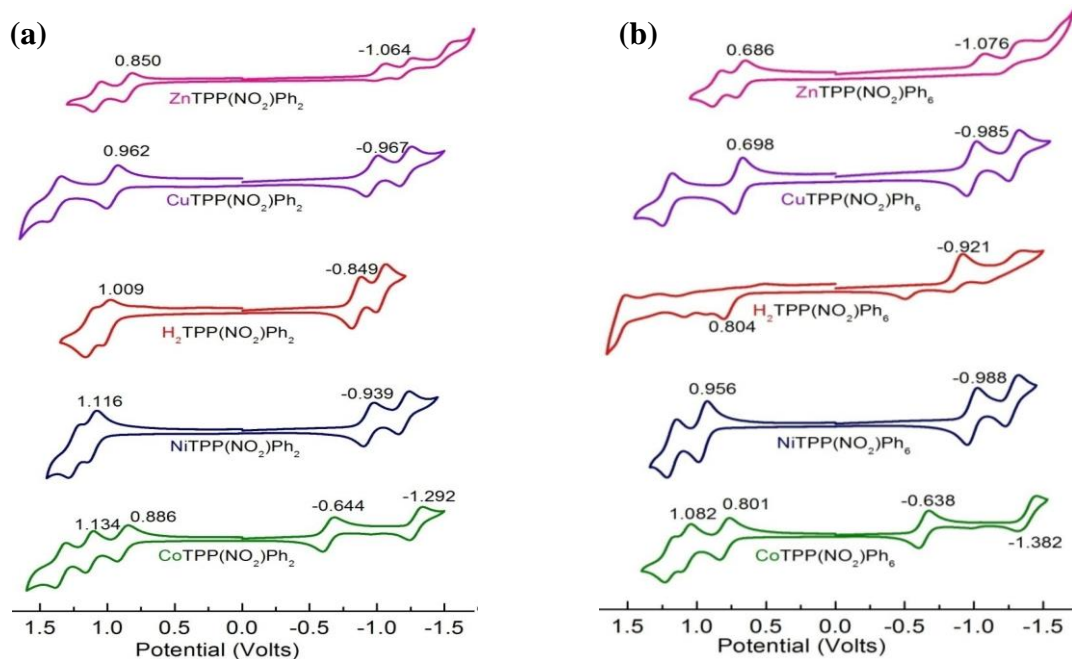 (a)
0.850
-1.064
ZnTPP(NO₂)Ph₂
0.962
-0.967
CuTPP(NO₂)Ph₂
1.009
-0.849
H₂TPP(NO₂)Ph₂
1.116
-0.939
NiTPP(NO₂)Ph₂
1.134
0.886
-0.644
-1.292
CoTPP(NO₂)Ph₂
1.5 1.0 0.5 0.0 -0.5 -1.0 -1.5
Potential (Volts)
(b)
0.686
-1.076
ZnTPP(NO₂)Ph₆
0.698
-0.985
CuTPP(NO₂)Ph₆
-0.921
0.804
H₂TPP(NO₂)Ph₆
0.956
-0.988
NiTPP(NO₂)Ph₆
1.082
0.801
-0.638
-1.382
CoTPP(NO₂)Ph₆
1.5 1.0 0.5 0.0 -0.5 -1.0 -1.5
Potential (Volts)